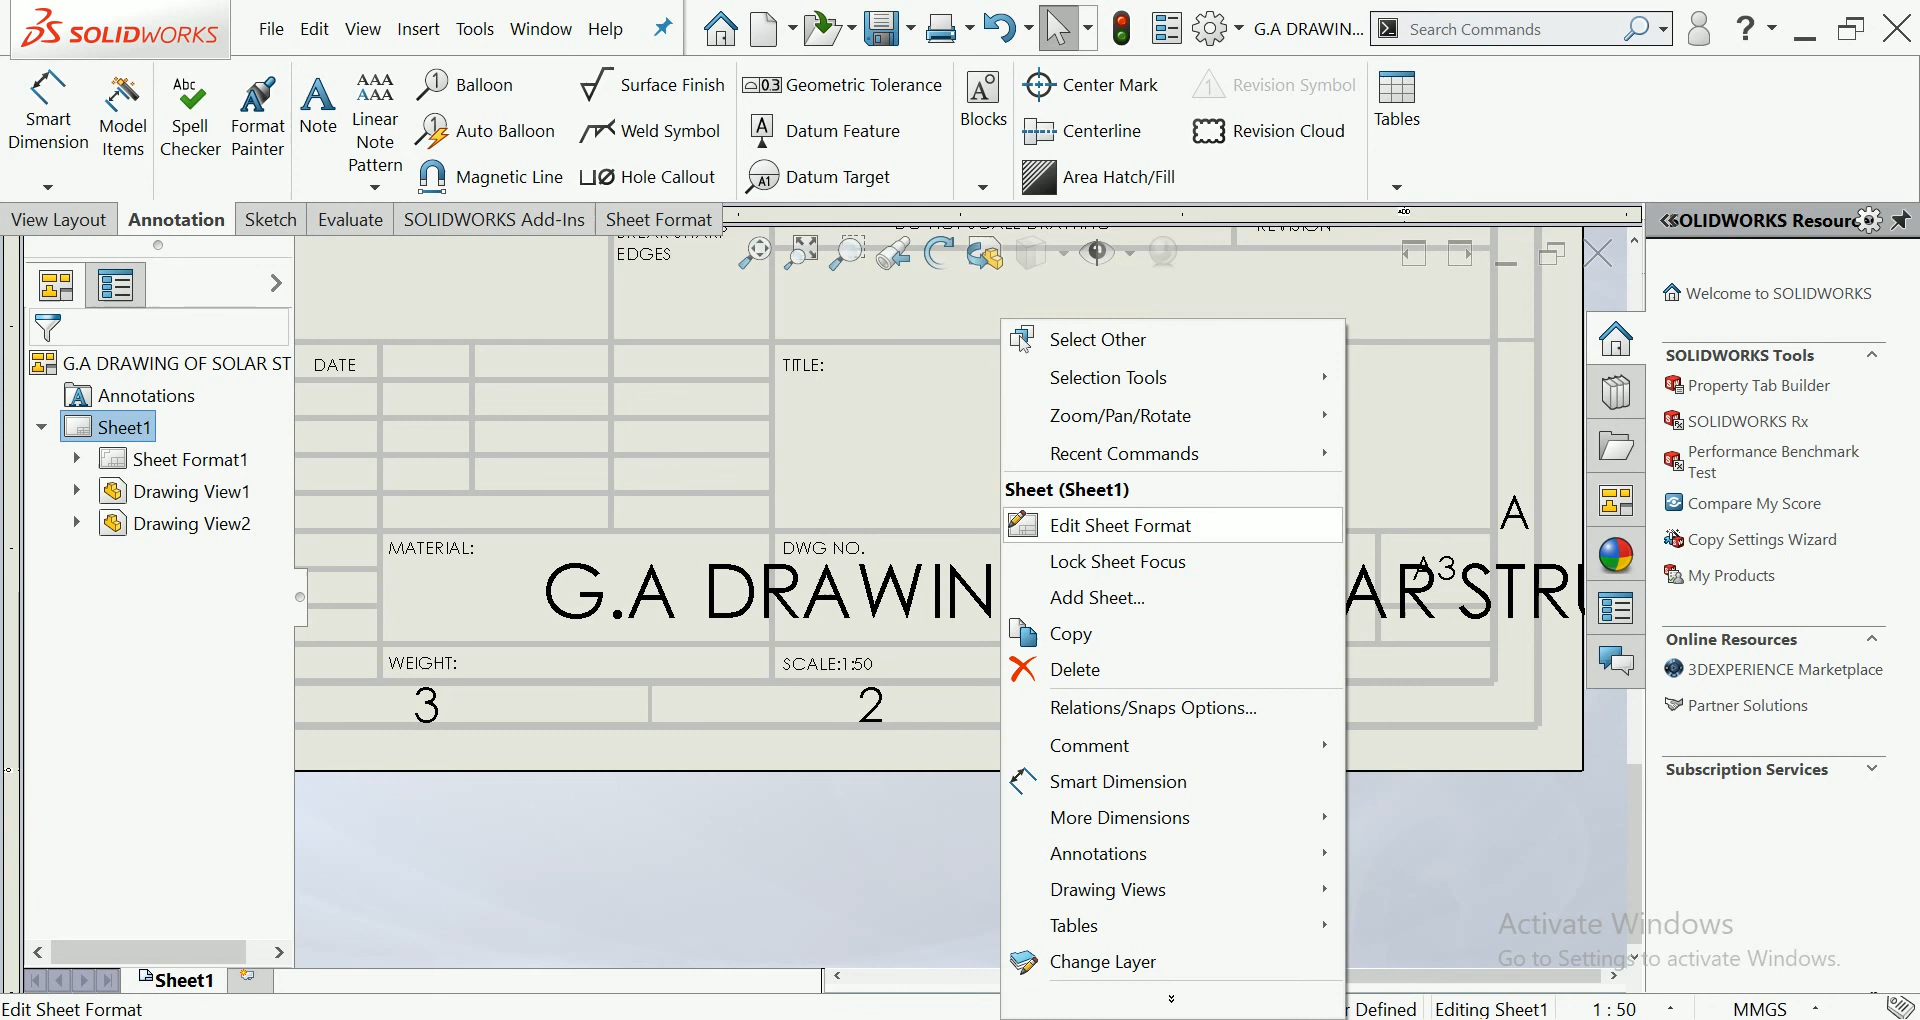 SOLIDWORKS
File Edit View Insert Tools Window Help
G.A DRAWIN...
Search Commands
?
Smart Dimension
Model Items
Abc
Spell Checker
Format Painter
Note
Linear Note Pattern
Balloon
Auto Balloon
Magnetic Line
Surface Finish
Weld Symbol
Hole Callout
Geometric Tolerance
Datum Feature
Datum Target
Blocks
Center Mark
Centerline
Area Hatch/Fill
Revision Symbol
Revision Cloud
Tables
View Layout Annotation Sketch Evaluate SOLIDWORKS Add-Ins Sheet Format
G.A DRAWING OF SOLAR ST
Annotations
Sheet1
Sheet Format1
Drawing View1
Drawing View2
EDGES
DATE
TITLE:
MATERIAL:
DWG NO.
G.A DRAWIN
AR STRU
A3
A
WEIGHT:
SCALE:1:50
3
2
Select Other
Selection Tools
Zoom/Pan/Rotate
Recent Commands
Sheet (Sheet1)
Edit Sheet Format
Lock Sheet Focus
Add Sheet...
Copy
Delete
Relations/Snaps Options...
Comment
Smart Dimension
More Dimensions
Annotations
Drawing Views
Tables
Change Layer
Welcome to SOLIDWORKS
SOLIDWORKS Tools
Property Tab Builder
SOLIDWORKS Rx
Performance Benchmark
Test
Compare My Score
Copy Settings Wizard
My Products
Online Resources
3DEXPERIENCE Marketplace
Partner Solutions
Subscription Services
Activate Windows
Go to Settings to activate Windows.
Sheet1
Edit Sheet Format
Defined
Editing Sheet1
1 : 50
MMGS